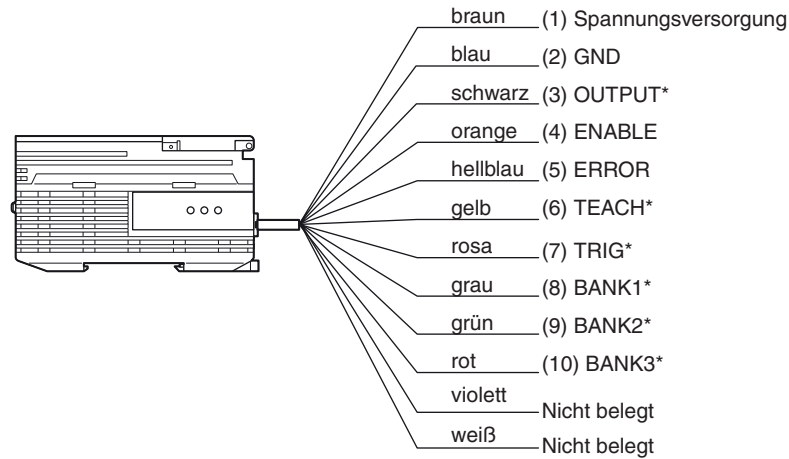 braun (1) Spannungsversorgung
blau (2) GND
schwarz (3) OUTPUT*
orange (4) ENABLE
hellblau (5) ERROR
gelb (6) TEACH*
rosa (7) TRIG*
grau (8) BANK1*
grün (9) BANK2*
rot (10) BANK3*
violett Nicht belegt
weiß Nicht belegt